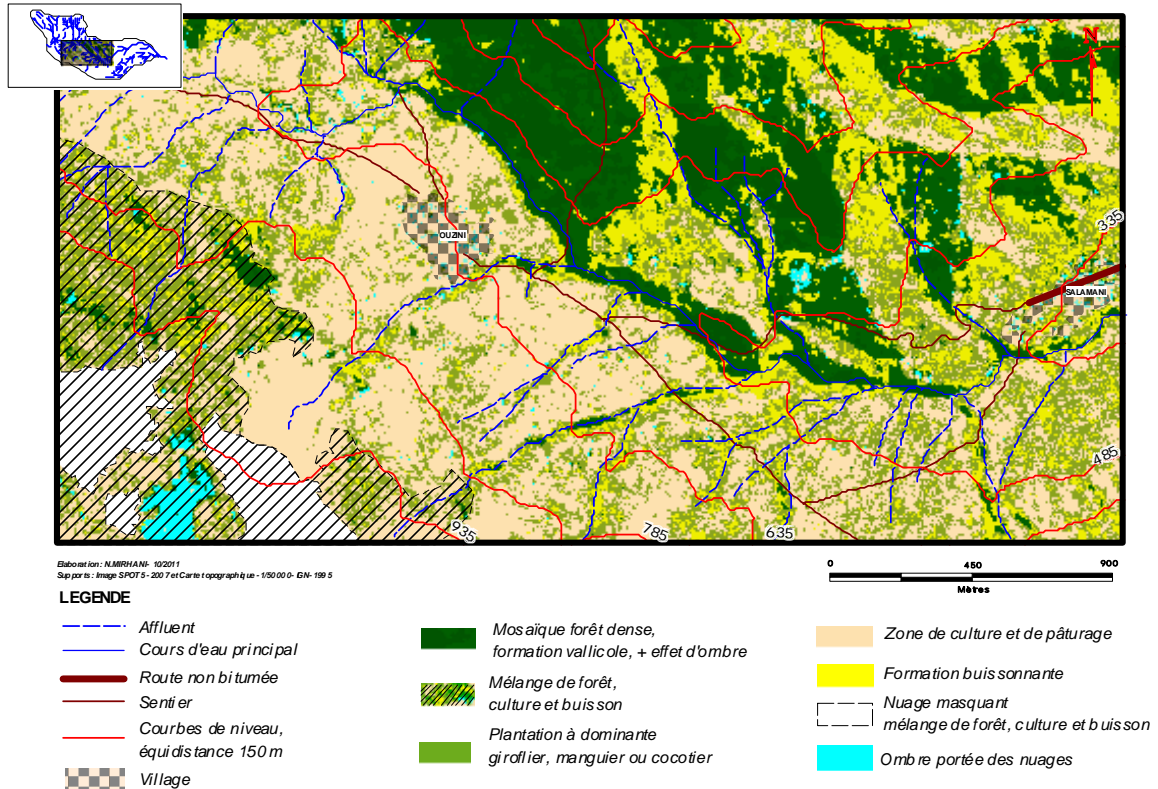 N
OUZINI
335
SALAMANI
485
935
785
635
Elaboration : N.MIRHANI- 10/2011
Supports : Image SPOT 5 - 2007 et Carte topographique - 1/50 000 - IGN- 1995
0 450 900
Mètres
LEGENDE
Affluent
Cours d'eau principal
Route non bitumée
Sentier
Courbes de niveau,
équidistance 150 m
Village
Mosaïque forêt dense,
formation vallicole, + effet d'ombre
Mélange de forêt,
culture et buisson
Plantation à dominante
giroflier, manguier ou cocotier
Zone de culture et de pâturage
Formation buissonnante
Nuage masquant
mélange de forêt, culture et buisson
Ombre portée des nuages